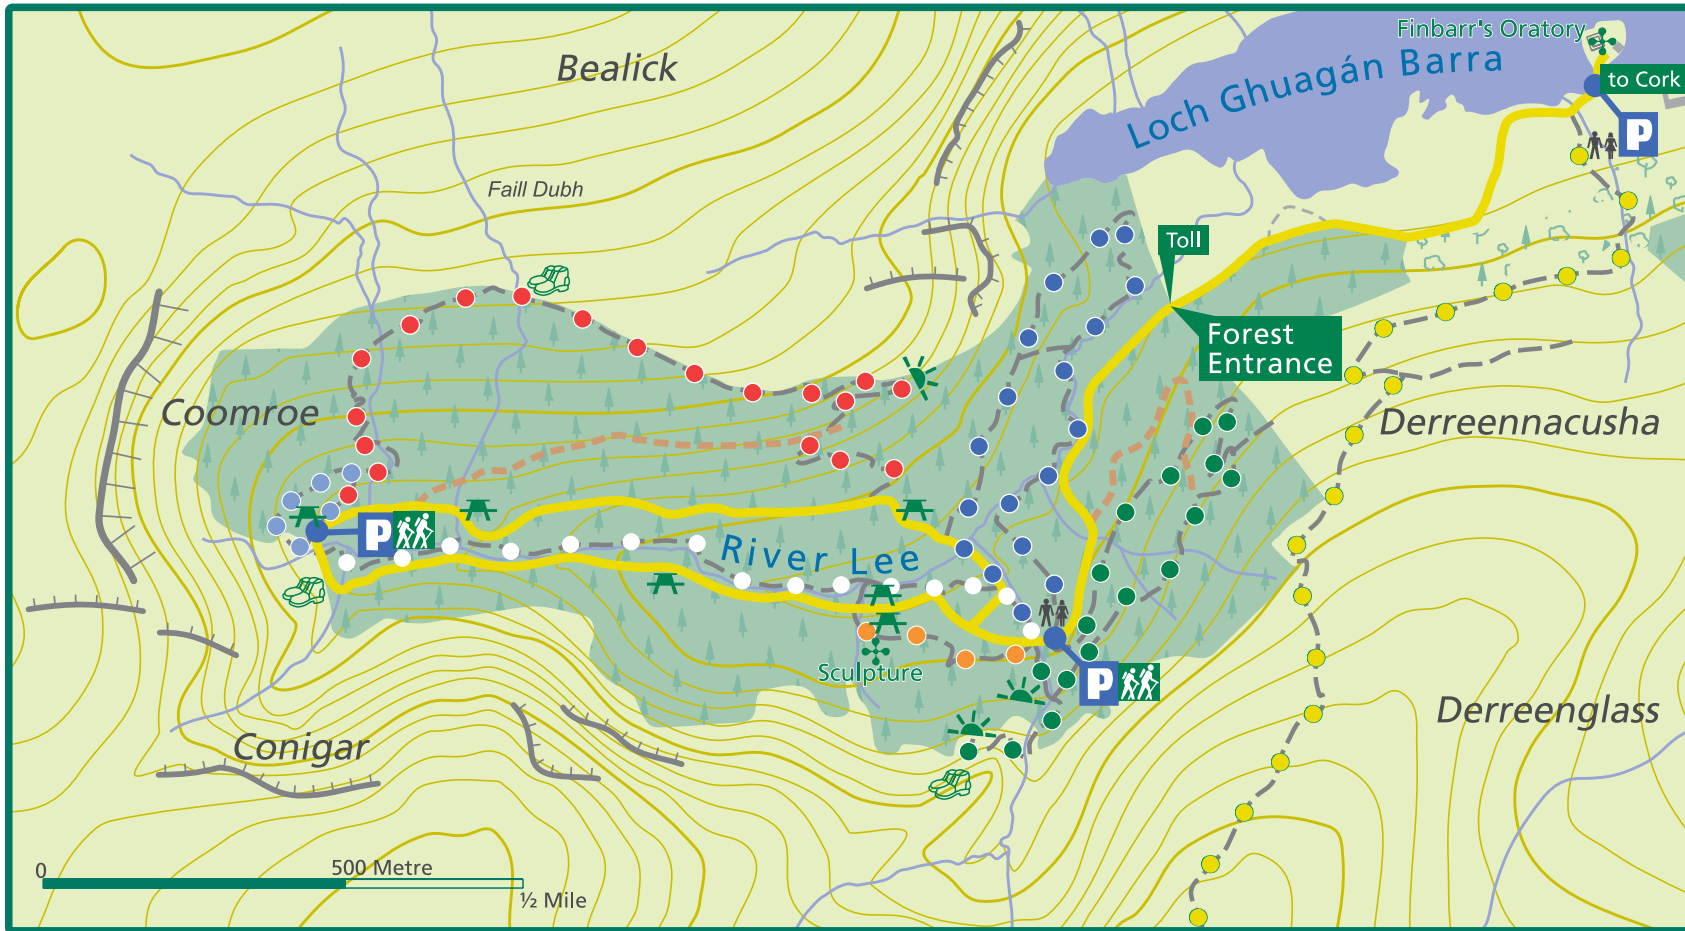 Finbarr's Oratory
Bealick
Loch Ghuagán Barra
to Cork
P
Faill Dubh
Toll
Forest
Entrance
Coomroe
Derreennacusha
P
River Lee
Sculpture
P
Derreenglass
Conigar
0
500 Metre
½ Mile